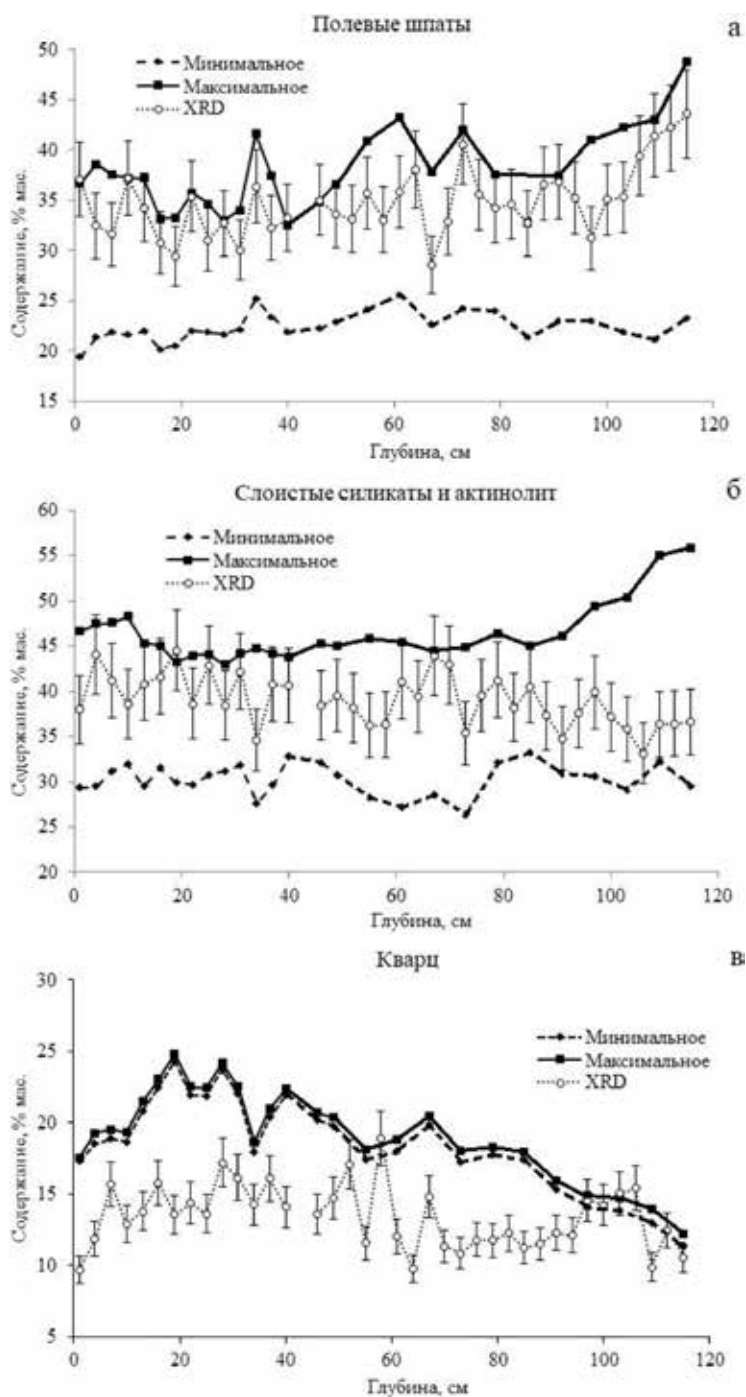 Полевые шпаты
а
50
45
40
35
30
25
20
15
Содержание, % мас.
Минимальное
Максимальное
XRD
0 20 40 60 80 100 120
Глубина, см
Слоистые силикаты и актинолит
б
60
55
50
45
40
35
30
25
20
Содержание, % мас.
Минимальное
Максимальное
XRD
0 20 40 60 80 100 120
Глубина, см
Кварц
в
30
25
20
15
10
5
Содержание, % мас.
Минимальное
Максимальное
XRD
0 20 40 60 80 100 120
Глубина, см